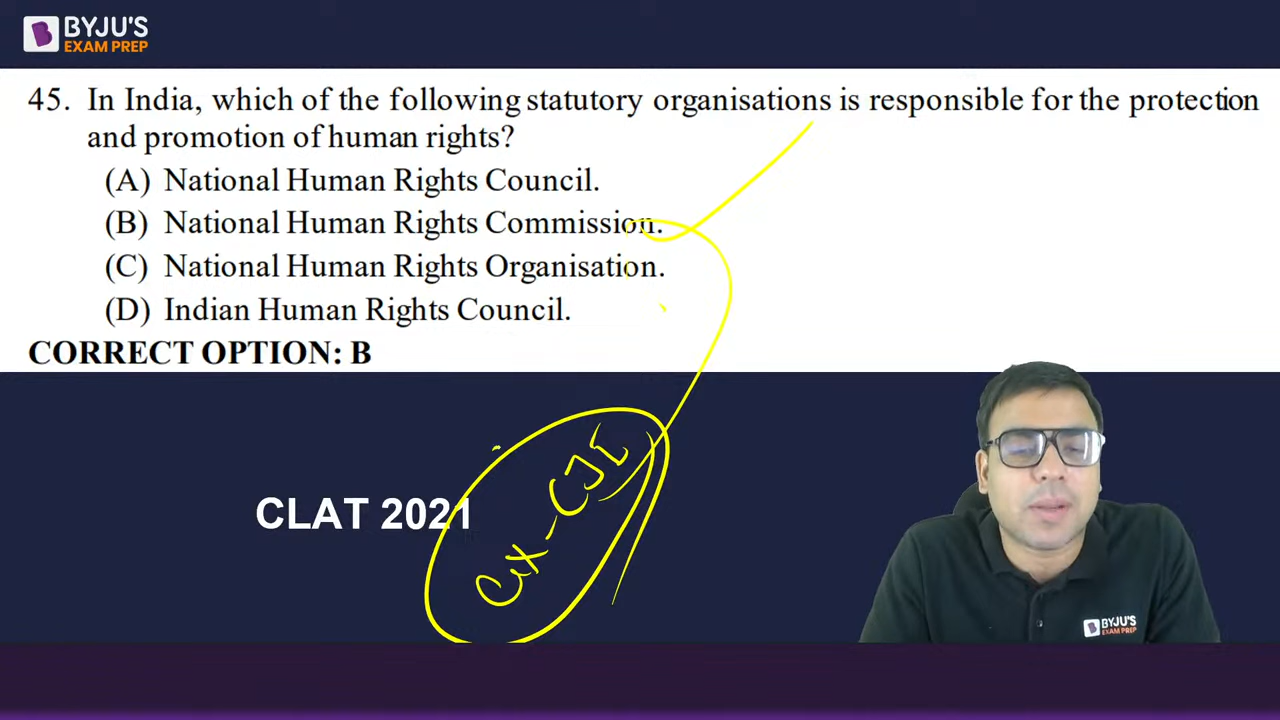 BYJU'S
EXAM PREP
45. In India, which of the following statutory organisations is responsible for the protection
and promotion of human rights?
(A) National Human Rights Council.
(B) National Human Rights Commission.
(C) National Human Rights Organisation.
(D) Indian Human Rights Council.
CORRECT OPTION: B
CLAT 2021
ex-CJI
BYJU'S
EXAM PREP